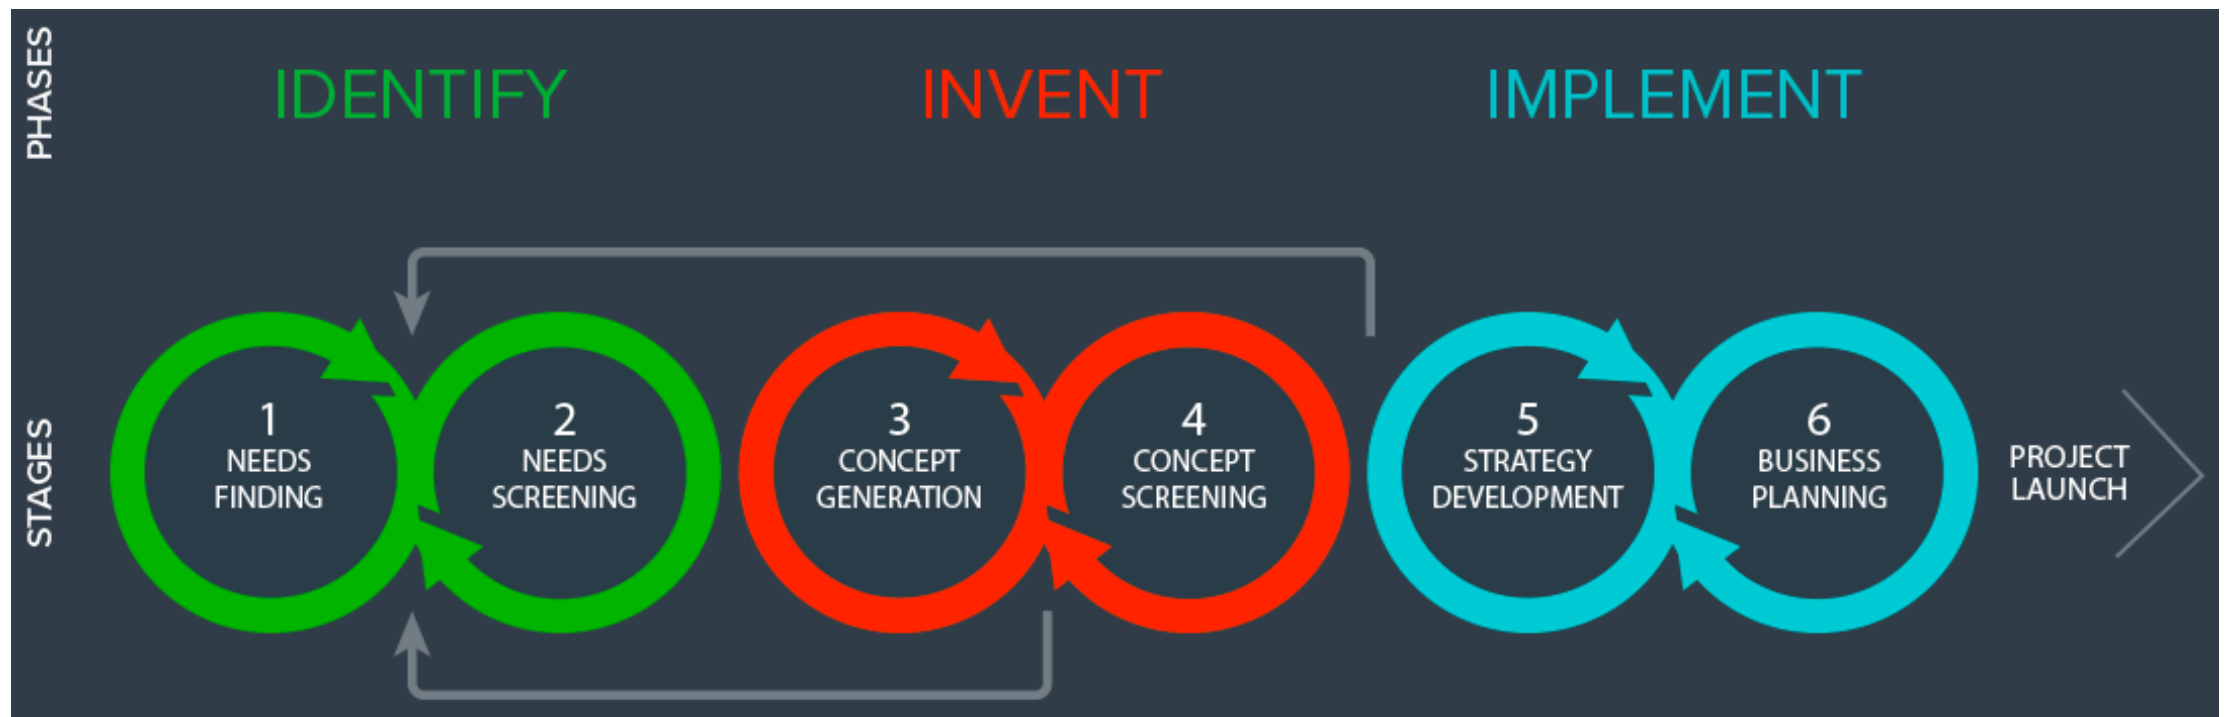 PHASES
IDENTIFY
INVENT
IMPLEMENT
STAGES
1
NEEDS
FINDING
2
NEEDS
SCREENING
3
CONCEPT
GENERATION
4
CONCEPT
SCREENING
5
STRATEGY
DEVELOPMENT
6
BUSINESS
PLANNING
PROJECT
LAUNCH